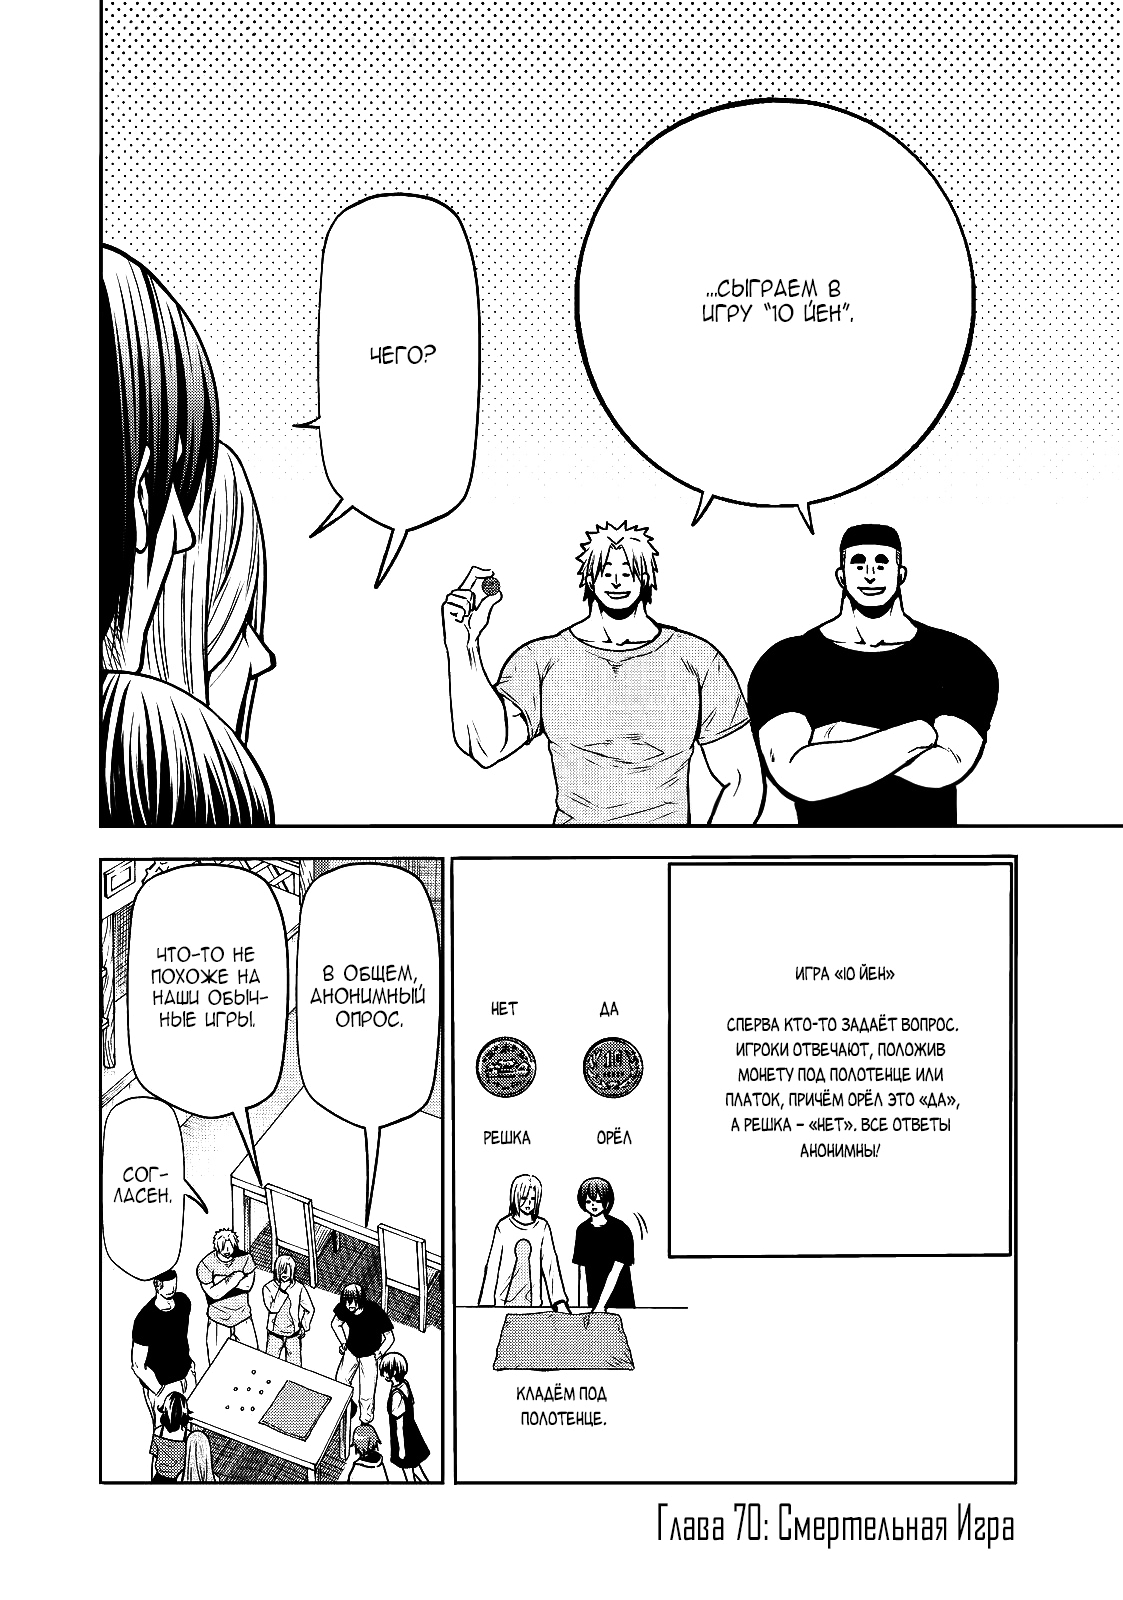 ...СЫГРАЕМ В
ИГРУ "10 ЙЕН".
ЧЕГО?
ИГРА «10 ЙЕН»
СПЕРВА КТО-ТО ЗАДАЁТ ВОПРОС.
ИГРОКИ ОТВЕЧАЮТ, ПОЛОЖИВ
МОНЕТУ ПОД ПОЛОТЕНЦЕ ИЛИ
ПЛАТОК, ПРИЧЁМ ОРЁЛ ЭТО «ДА»,
А РЕШКА – «НЕТ». ВСЕ ОТВЕТЫ
АНОНИМНЫ!
НЕТ
ДА
РЕШКА
ОРЁЛ
КЛАДЁМ ПОД
ПОЛОТЕНЦЕ.
В ОБЩЕМ,
АНОНИМНЫЙ
ОПРОС.
ЧТО-ТО НЕ
ПОХОЖЕ НА
НАШИ ОБЫЧ-
НЫЕ ИГРЫ.
СОГ-
ЛАСЕН.
Глава 70: Смертельная Игра